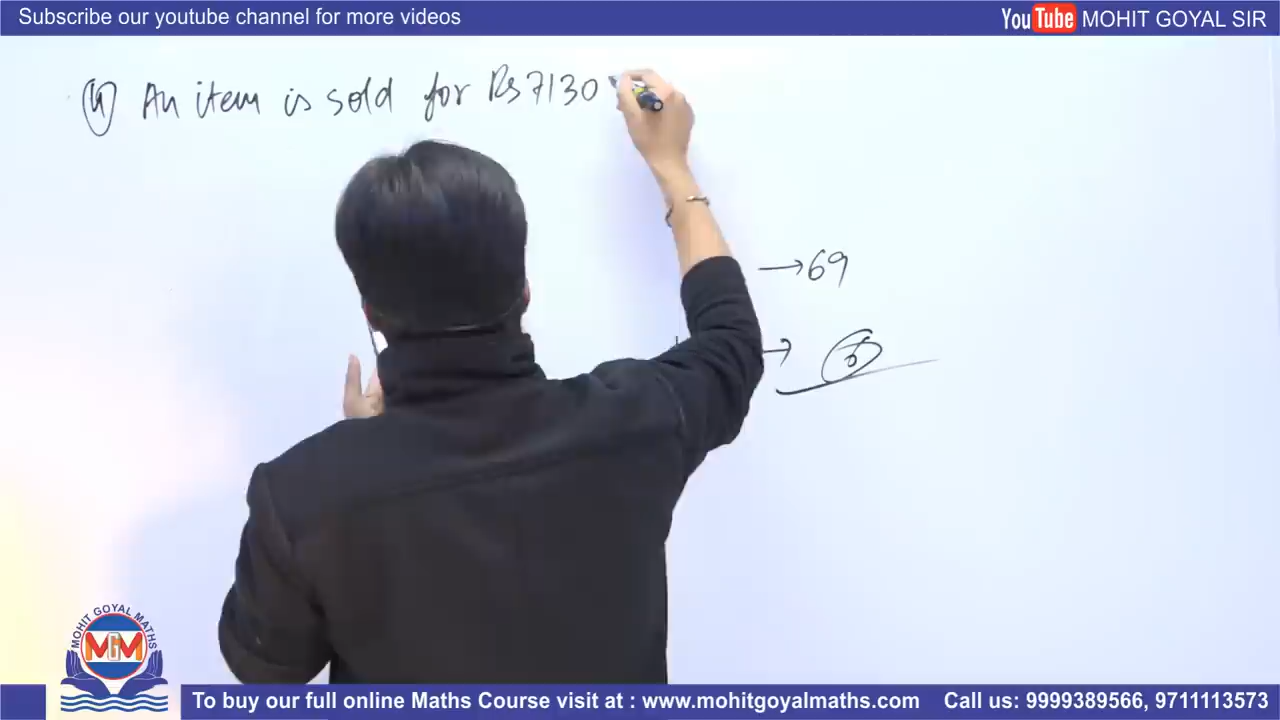 Subscribe our youtube channel for more videos
YouTube MOHIT GOYAL SIR
(4) An item is sold for Rs 7130
→ 69
→
MOHIT GOYAL MATHS
MGM
To buy our full online Maths Course visit at : www.mohitgoyalmaths.com Call us: 9999389566, 9711113573